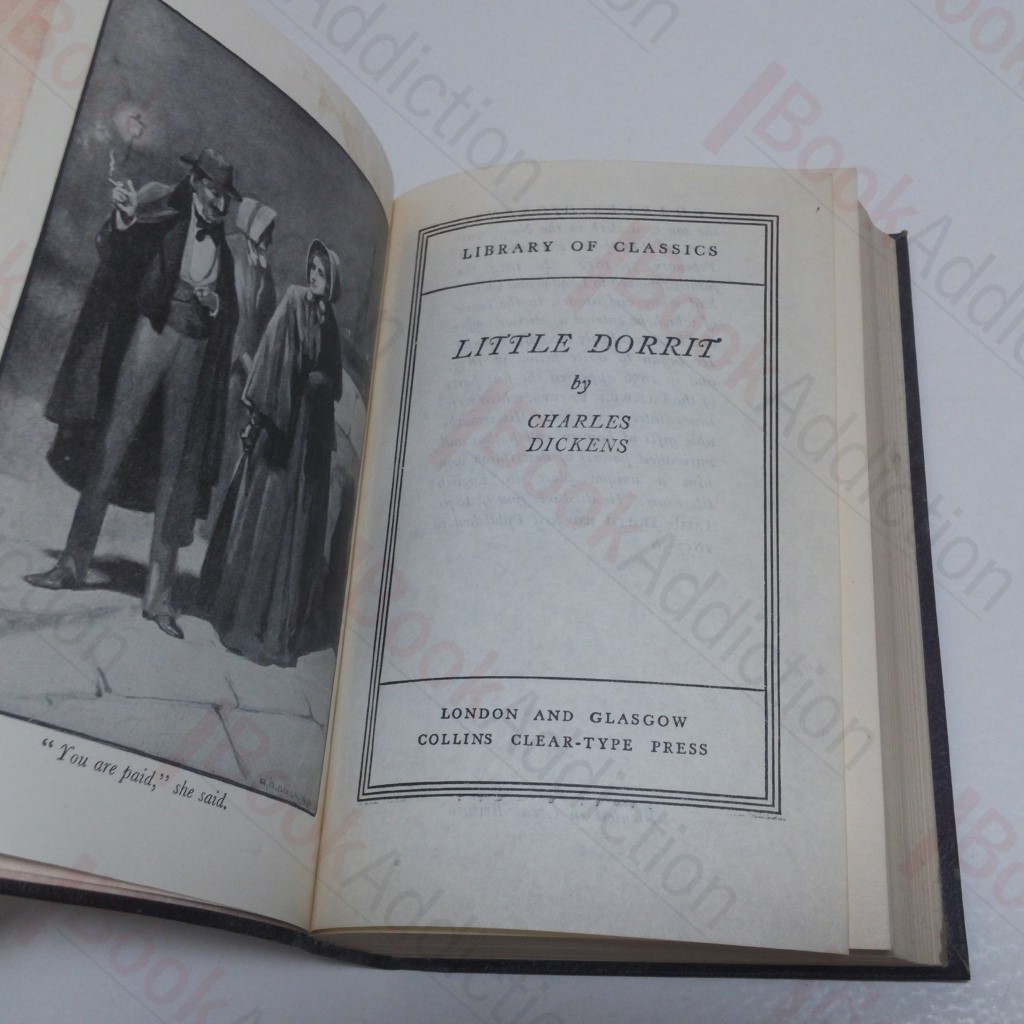 “You are paid,” she said.
LIBRARY OF CLASSICS
LITTLE DORRIT
by
CHARLES
DICKENS
LONDON AND GLASGOW
COLLINS CLEAR-TYPE PRESS
BookAddiction